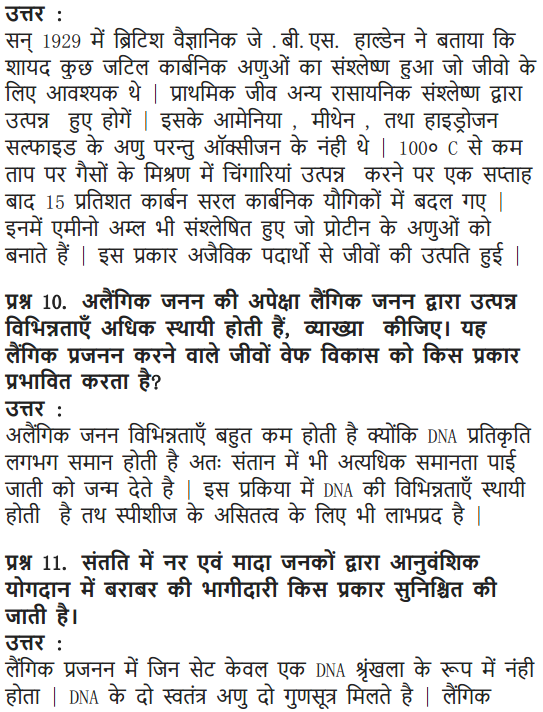 उत्तर :
सन् 1929 में ब्रिटिश वैज्ञानिक जे .बी.एस. हाल्डेन ने बताया कि
शायद कुछ जटिल कार्बनिक अणुओं का संश्लेष्ण हुआ जो जीवो के
लिए आवश्यक थे | प्राथमिक जीव अन्य रासायनिक संश्लेष्ण द्वारा
उत्पन्न हुए होगें | इसके आमेनिया , मीथेन , तथा हाइड्रोजन
सल्फाइड के अणु परन्तु ऑक्सीजन के नंही थे | 100० C से कम
ताप पर गैसों के मिश्रण में चिंगारियां उत्पन्न करने पर एक सप्ताह
बाद 15 प्रतिशत कार्बन सरल कार्बनिक यौगिकों में बदल गए |
इनमें एमीनो अम्ल भी संश्लेषित हुए जो प्रोटीन के अणुओं को
बनाते हैं | इस प्रकार अजैविक पदार्थो से जीवों की उत्पति हुई |
प्रश्न 10. अलैंगिक जनन की अपेक्षा लैंगिक जनन द्वारा उत्पन्न
विभिन्नताएँ अधिक स्थायी होती हैं, व्याख्या कीजिए। यह
लैंगिक प्रजनन करने वाले जीवों वेफ विकास को किस प्रकार
प्रभावित करता है?
उत्तर :
अलैंगिक जनन विभिन्नताएँ बहुत कम होती है क्योंकि DNA प्रतिकृति
लगभग समान होती है अतः संतान में भी अत्यधिक समानता पाई
जाती को जन्म देते है | इस प्रकिया में DNA की विभिन्नताएँ स्थायी
होती है तथ स्पीशीज के असितत्व के लिए भी लाभप्रद है |
प्रश्न 11. संतति में नर एवं मादा जनकों द्वारा आनुवंशिक
योगदान में बराबर की भागीदारी किस प्रकार सुनिश्चित की
जाती है।
उत्तर :
लैंगिक प्रजनन में जिन सेट केवल एक DNA श्रृंखला के रूप में नंही
होता | DNA के दो स्वतंत्र अणु दो गुणसूत्र मिलते है | लैंगिक